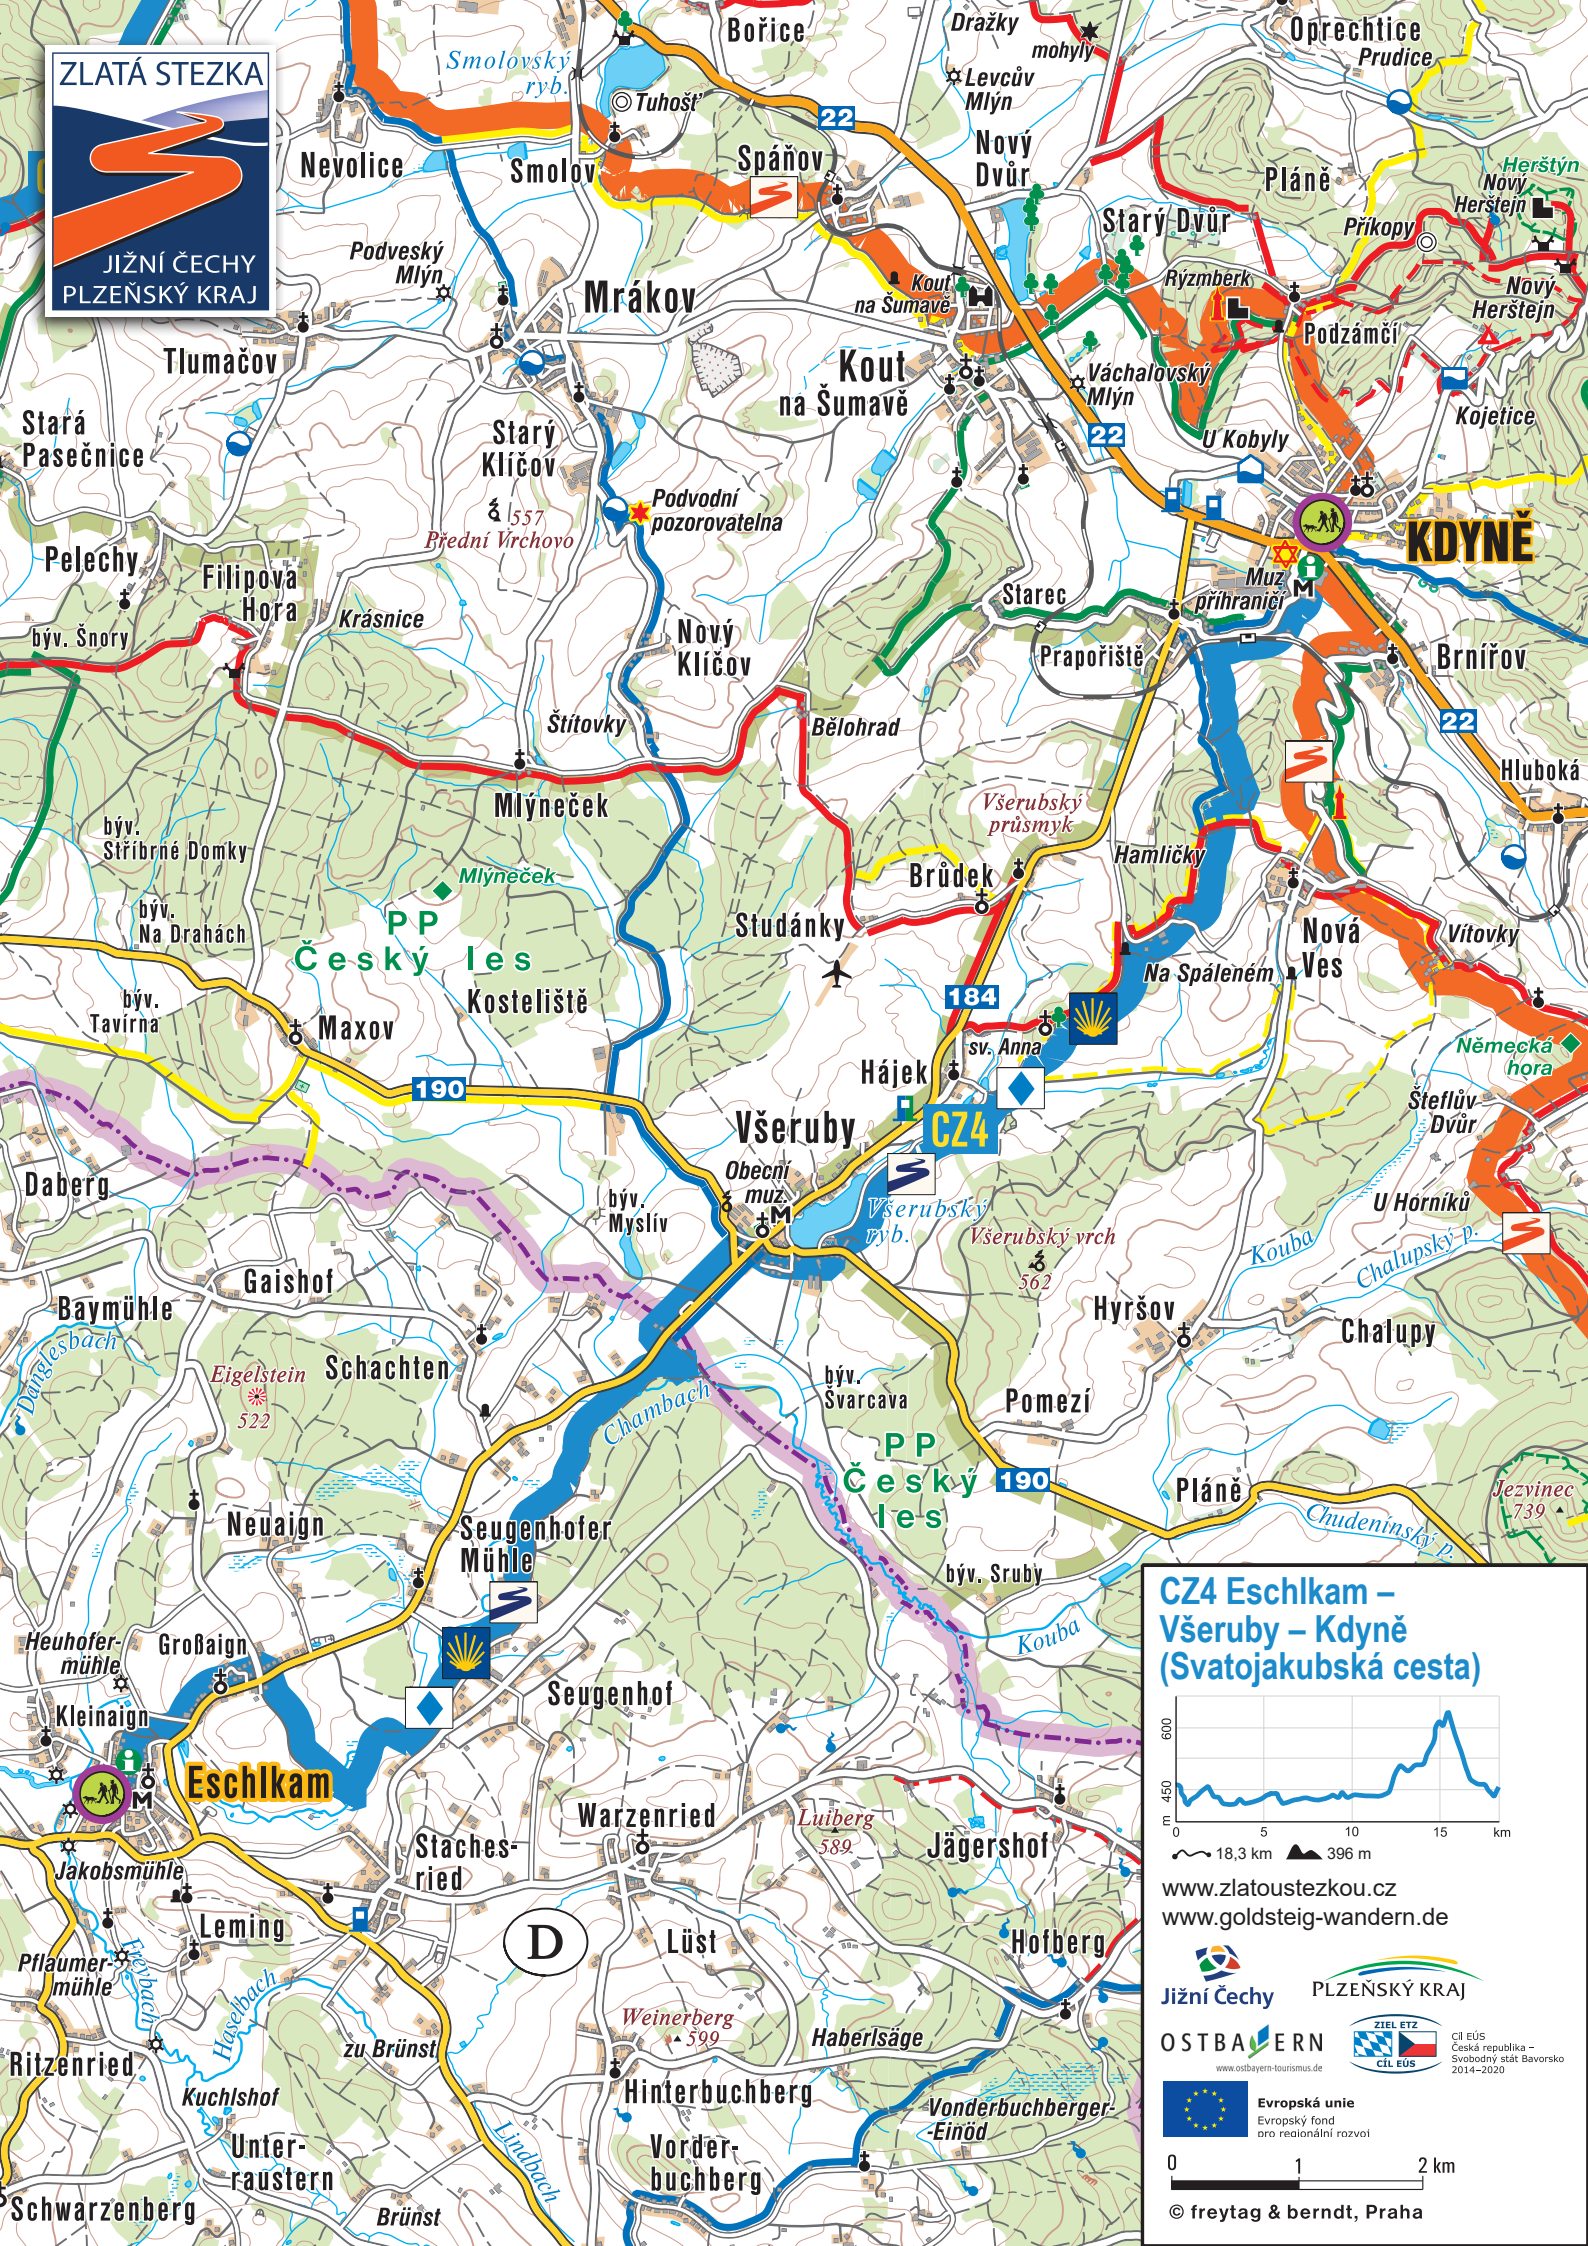 ZLATÁ STEZKA
JIŽNÍ ČECHY
PLZEŇSKÝ KRAJ
Smolovský
ryb.
Bořice
Dražky
mohyly
Oprechtice
Prudice
Tuhošť
Levcův
Mlýn
22
Nevolice
Smolov
Spáňov
Nový
Dvůr
Pláně
Herštýn
Nový
Herštejn
Starý Dvůr
Příkopy
Podveský
Mlýn
Mrákov
Kout
na Šumavě
Rýzmberk
Nový
Herštejn
Podzámčí
Tlumačov
Kout
na Šumavě
Váchalovský
Mlýn
Kojetice
Stará
Pasečnice
Starý
Klíčov
22
U Kobyly
Podvodní
pozorovatelna
557
Přední Vrchovo
KDYNĚ
Pelechy
Filipova
Hora
Krásnice
Starec
Muz
příhraničí
M
býv. Šnory
Nový
Klíčov
Prapořiště
Brnířov
Štítovky
Bělohrad
22
Hluboká
Mlýneček
Všerubský
průsmyk
býv.
Stříbrné Domky
Hamličky
Mlýneček
Brůdek
býv.
Na Drahách
PP
Český les
Studánky
Nová
Ves
Vítovky
Na Spáleném
býv.
Tavírna
Kosteliště
184
Maxov
sv. Anna
Německá
hora
Hájek
190
Šteflův
Dvůr
Všeruby
CZ4
Daberg
Obecní
muz.
M
býv.
Myslív
Všerubský
ryb.
U Horníků
Všerubský vrch
562
Kouba
Chalupský p.
Gaishof
Baymühle
Hyršov
Chalupy
Danglesbach
Schachten
Eigelstein
522
Chambach
býv.
Švarcava
Pomezí
PP
Český
les
190
Pláně
Jezvinec
739
Neuaign
Seugenhofer
Mühle
Chudenínský p.
býv. Sruby
Heuhofer-
mühle
Großaign
Kouba
Kleinaign
Seugenhof
Eschlkam
M
Warzenried
Luiberg
589
Jägershof
Staches-
ried
Jakobsmühle
Leming
D
Lüst
Hofberg
Pflaumer-
mühle
Freybach
Haselbach
Weinerberg
599
Haberlsäge
zu Brünst
Ritzenried
Kuchlshof
Hinterbuchberg
Vonderbuchberger-
-Einöd
Unter-
raustern
Lindbach
Vorder-
buchberg
Schwarzenberg
Brünst
CZ4 Eschlkam –
Všeruby – Kdyně
(Svatojakubská cesta)
600
450
m
0 5 10 15 km
18,3 km 396 m
www.zlatoustezkou.cz
www.goldsteig-wandern.de
Jižní Čechy
PLZEŇSKÝ KRAJ
OSTBAYERN
www.ostbayern-tourismus.de
ZIEL ETZ
CÍL EÚS
Cíl EÚS
Česká republika –
Svobodný stát Bavorsko
2014–2020
Evropská unie
Evropský fond
pro regionální rozvoj
0 1 2 km
© freytag & berndt, Praha